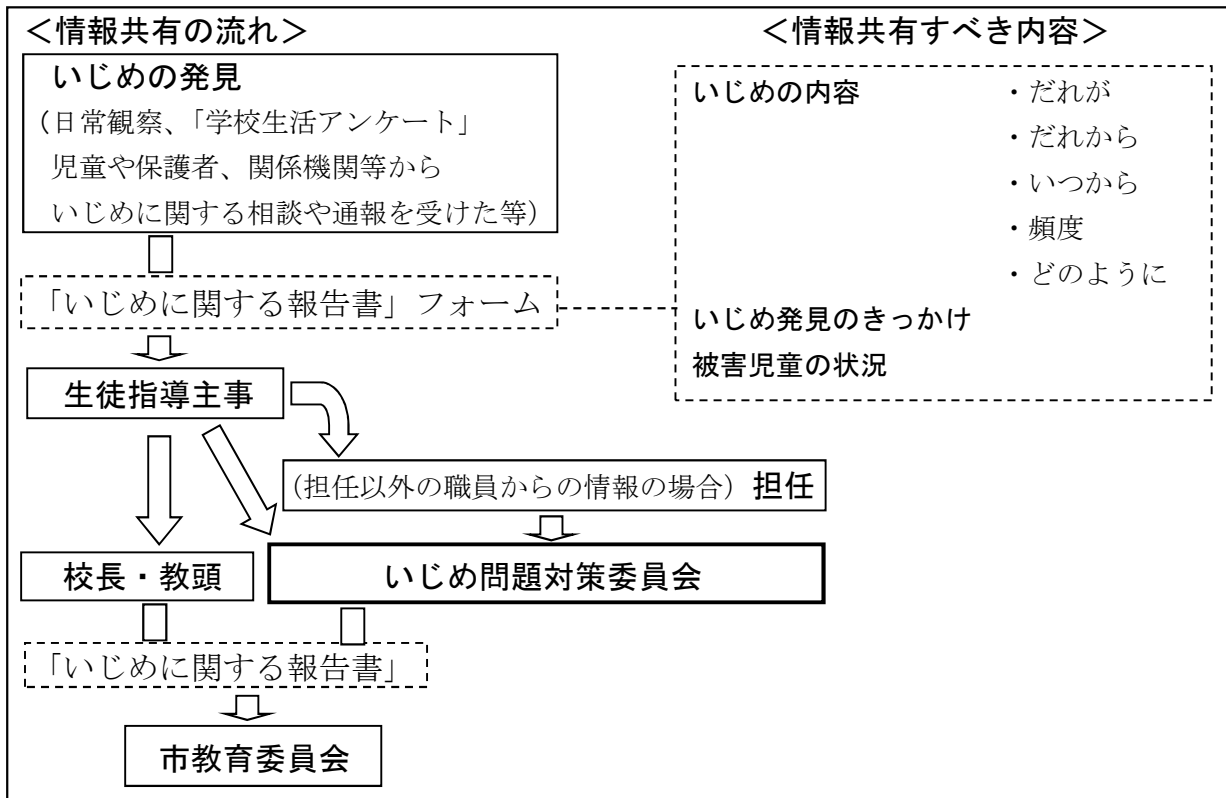 ＜情報共有の流れ＞
いじめの発見
（日常観察、「学校生活アンケート」
児童や保護者、関係機関等から
いじめに関する相談や通報を受けた等）
「いじめに関する報告書」フォーム
生徒指導主事
（担任以外の職員からの情報の場合）担任
校長・教頭
いじめ問題対策委員会
「いじめに関する報告書」
市教育委員会
＜情報共有すべき内容＞
いじめの内容
・だれが
・だれから
・いつから
・頻度
・どのように
いじめ発見のきっかけ
被害児童の状況